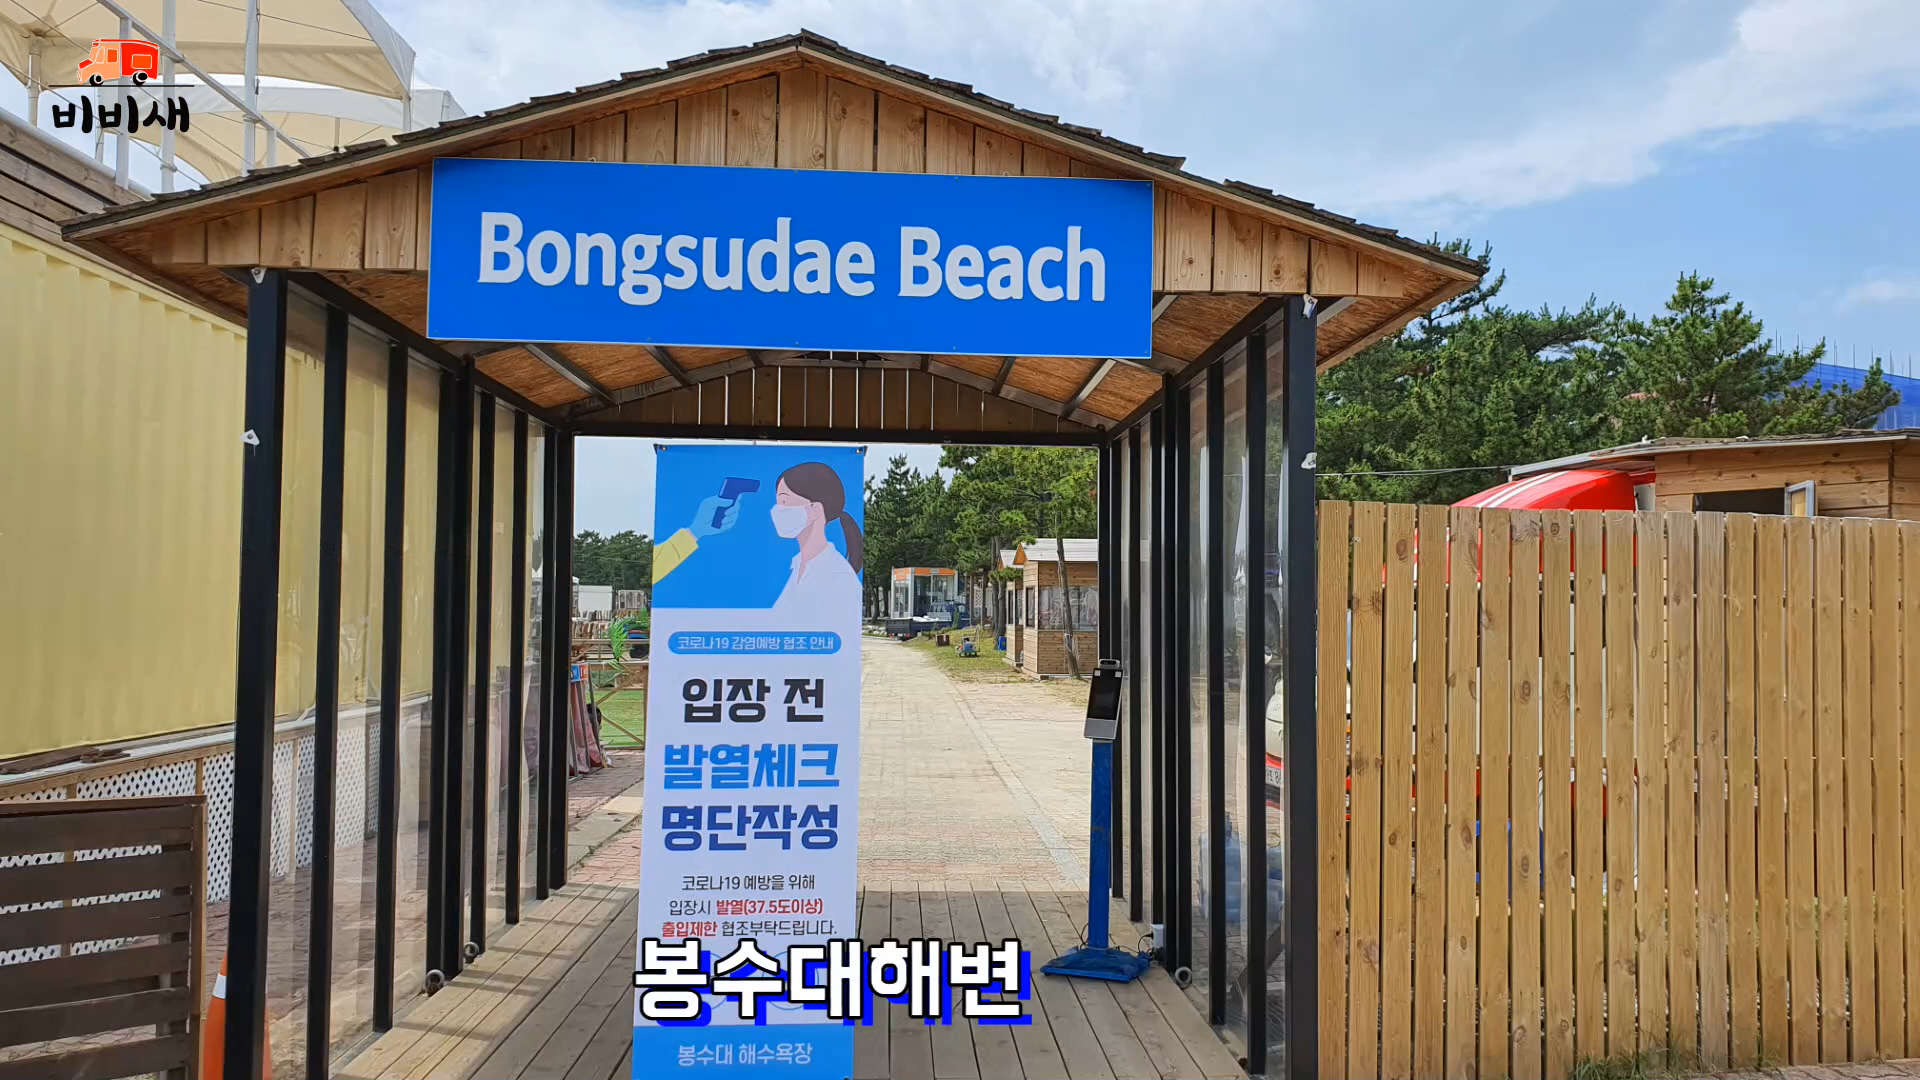 비비새
Bongsudae Beach
코로나19 감염예방 협조 안내
입장 전
발열체크
명단작성
코로나19 예방을 위해
입장시 발열(37.5도이상)
출입제한 협조부탁드립니다.
봉수대해변
봉수대 해수욕장